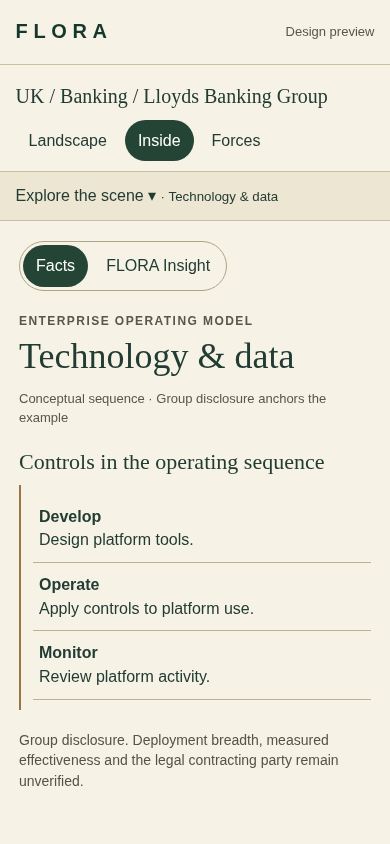 FLORA
Design preview
UK / Banking / Lloyds Banking Group
Landscape
Inside
Forces
Explore the scene ▾ · Technology & data
Facts
FLORA Insight
ENTERPRISE OPERATING MODEL
Technology & data
Conceptual sequence · Group disclosure anchors the
example
Controls in the operating sequence
Develop
Design platform tools.
Operate
Apply controls to platform use.
Monitor
Review platform activity.
Group disclosure. Deployment breadth, measured
effectiveness and the legal contracting party remain
unverified.